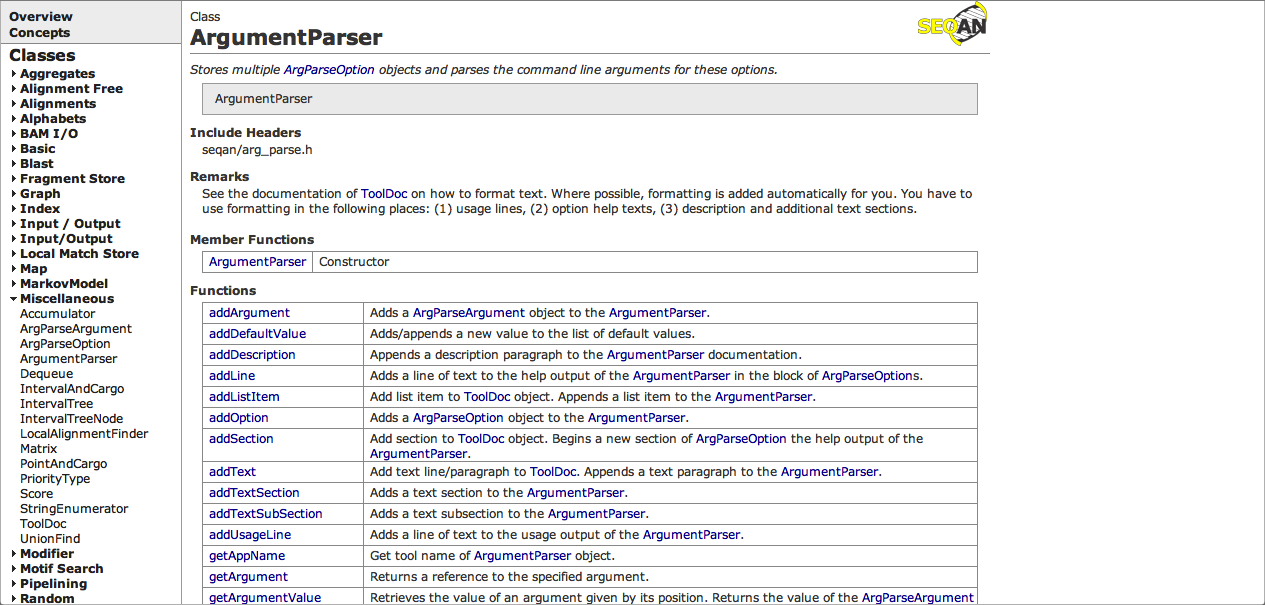 Overview
Concepts
Classes
Aggregates
Alignment Free
Alignments
Alphabets
BAM I/O
Basic
Blast
Fragment Store
Graph
Index
Input / Output
Input/Output
Local Match Store
Map
MarkovModel
Miscellaneous
Accumulator
ArgParseArgument
ArgParseOption
ArgumentParser
Dequeue
IntervalAndCargo
IntervalTree
IntervalTreeNode
LocalAlignmentFinder
Matrix
PointAndCargo
PriorityType
Score
StringEnumerator
ToolDoc
UnionFind
Modifier
Motif Search
Pipelining
Random
Class
ArgumentParser
SEQAN
Stores multiple ArgParseOption objects and parses the command line arguments for these options.
ArgumentParser
Include Headers
seqan/arg_parse.h
Remarks
See the documentation of ToolDoc on how to format text. Where possible, formatting is added automatically for you. You have to
use formatting in the following places: (1) usage lines, (2) option help texts, (3) description and additional text sections.
Member Functions
ArgumentParser Constructor
Functions
addArgument Adds a ArgParseArgument object to the ArgumentParser.
addDefaultValue Adds/appends a new value to the list of default values.
addDescription Appends a description paragraph to the ArgumentParser documentation.
addLine Adds a line of text to the help output of the ArgumentParser in the block of ArgParseOptions.
addListItem Add list item to ToolDoc object. Appends a list item to the ArgumentParser.
addOption Adds a ArgParseOption object to the ArgumentParser.
addSection Add section to ToolDoc object. Begins a new section of ArgParseOption the help output of the
ArgumentParser.
addText Add text line/paragraph to ToolDoc. Appends a text paragraph to the ArgumentParser.
addTextSection Adds a text section to the ArgumentParser.
addTextSubSection Adds a text subsection to the ArgumentParser.
addUsageLine Adds a line of text to the usage output of the ArgumentParser.
getAppName Get tool name of ArgumentParser object.
getArgument Returns a reference to the specified argument.
getArgumentValue Retrieves the value of an argument given by its position. Returns the value of the ArgParseArgument